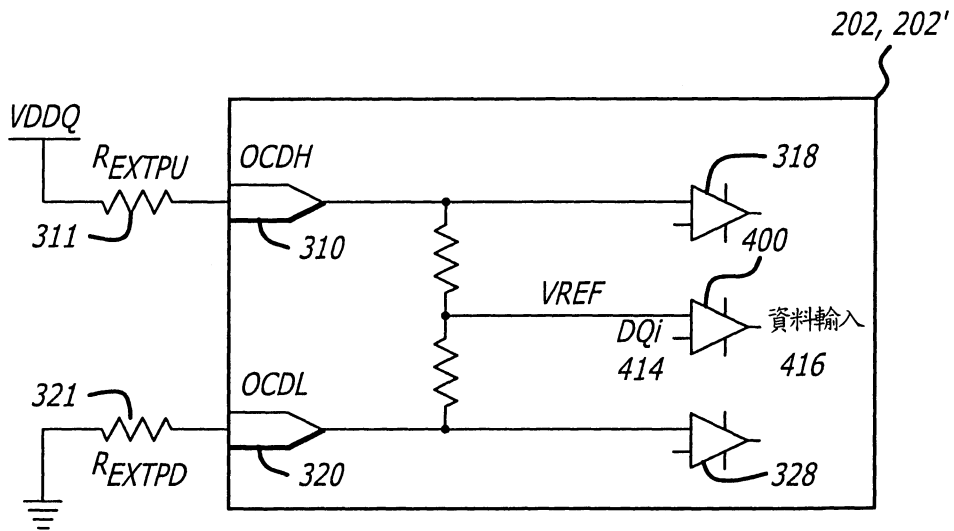 202, 202'
VDDQ
REXTPU
OCDH
318
311
310
400
VREF
DQi
資料輸入
414
416
321
OCDL
REXTPD
320
328